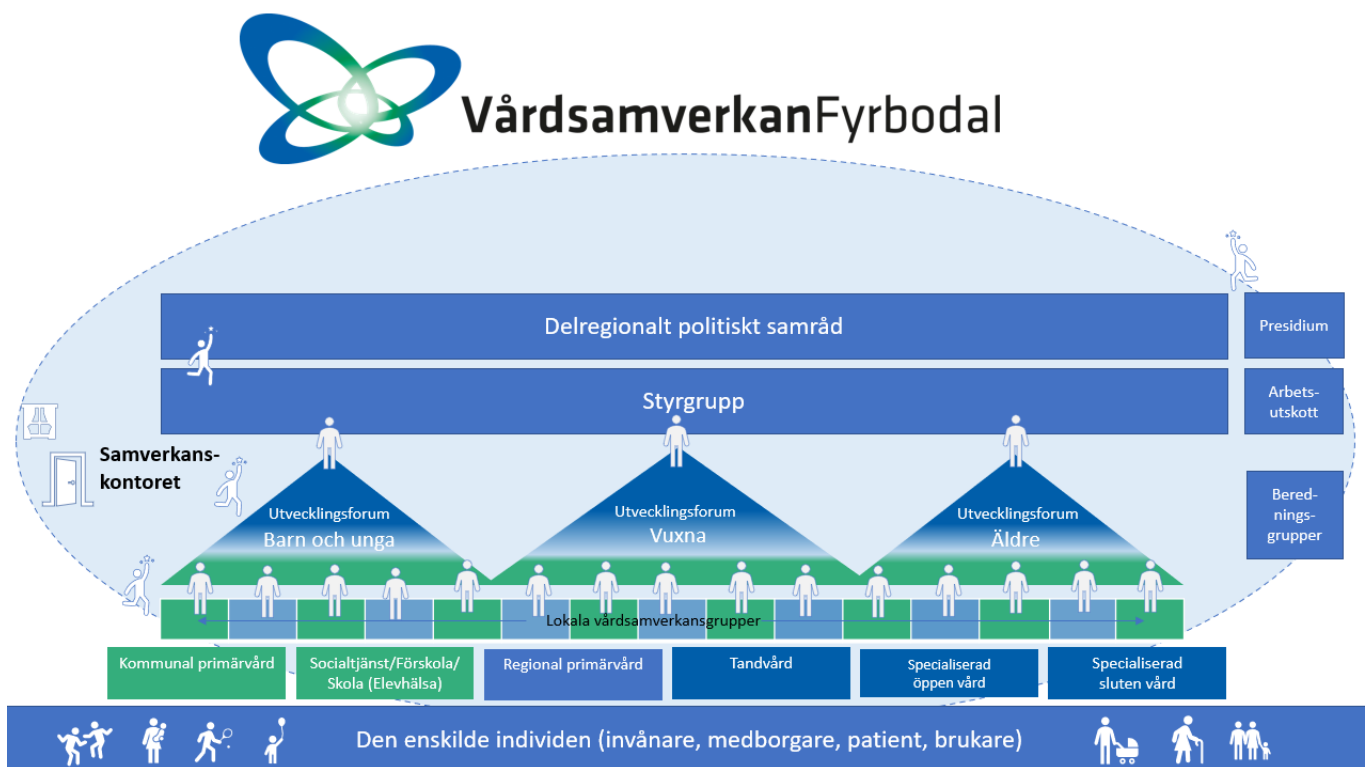 VårdsamverkanFyrbodal
Delregionalt politiskt samråd
Presidium
Styrgrupp
Arbets-
utskott
Samverkans-
kontoret
Utvecklingsforum
Barn och unga
Utvecklingsforum
Vuxna
Utvecklingsforum
Äldre
Bered-
nings-
grupper
Lokala vårdsamverkansgrupper
Kommunal primärvård
Socialtjänst/Förskola/
Skola (Elevhälsa)
Regional primärvård
Tandvård
Specialiserad
öppen vård
Specialiserad
sluten vård
Den enskilde individen (invånare, medborgare, patient, brukare)